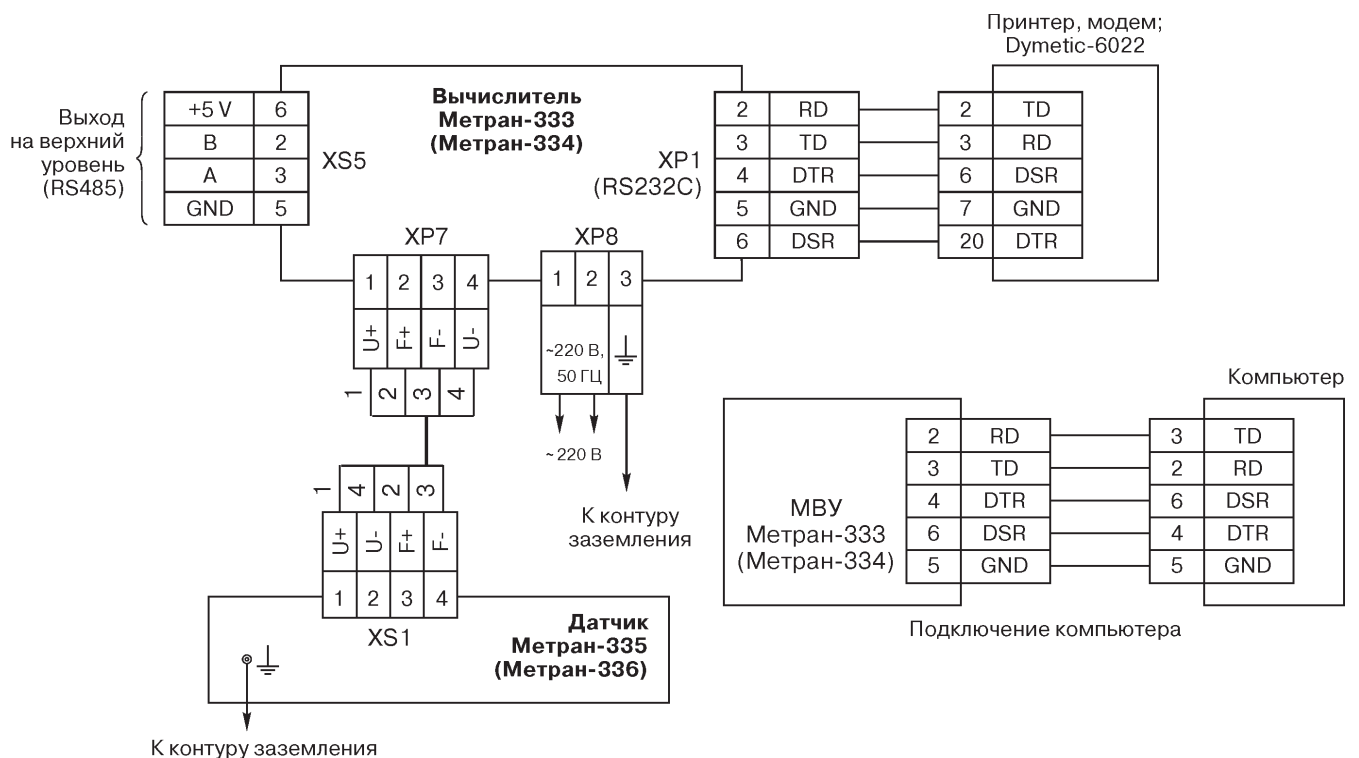 Принтер, модем;
Dymetic-6022
Выход
на верхний
уровень
(RS485)
+5 V 6
B 2
A 3
GND 5
XS5
Вычислитель
Метран-333
(Метран-334)
XP1
(RS232C)
2 RD
3 TD
4 DTR
5 GND
6 DSR
2 TD
3 RD
6 DSR
7 GND
20 DTR
XP7
1 2 3 4
U+ F+ F- U-
1 2 3 4
XP8
1 2 3
~220 В,
50 ГЦ
~220 В
К контуру
заземления
1 4 2 3
U+ U- F+ F-
1 2 3 4
XS1
Датчик
Метран-335
(Метран-336)
К контуру заземления
Компьютер
МВУ
Метран-333
(Метран-334)
2 RD
3 TD
4 DTR
6 DSR
5 GND
3 TD
2 RD
6 DSR
4 DTR
5 GND
Подключение компьютера